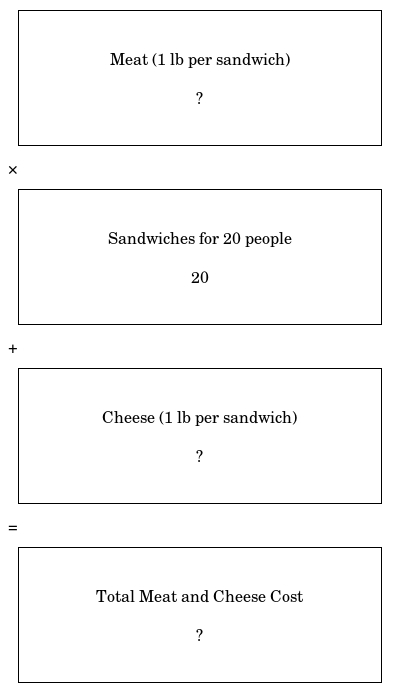 Meat (1 lb per sandwich)
?
×
Sandwiches for 20 people
20
+
Cheese (1 lb per sandwich)
?
=
Total Meat and Cheese Cost
?